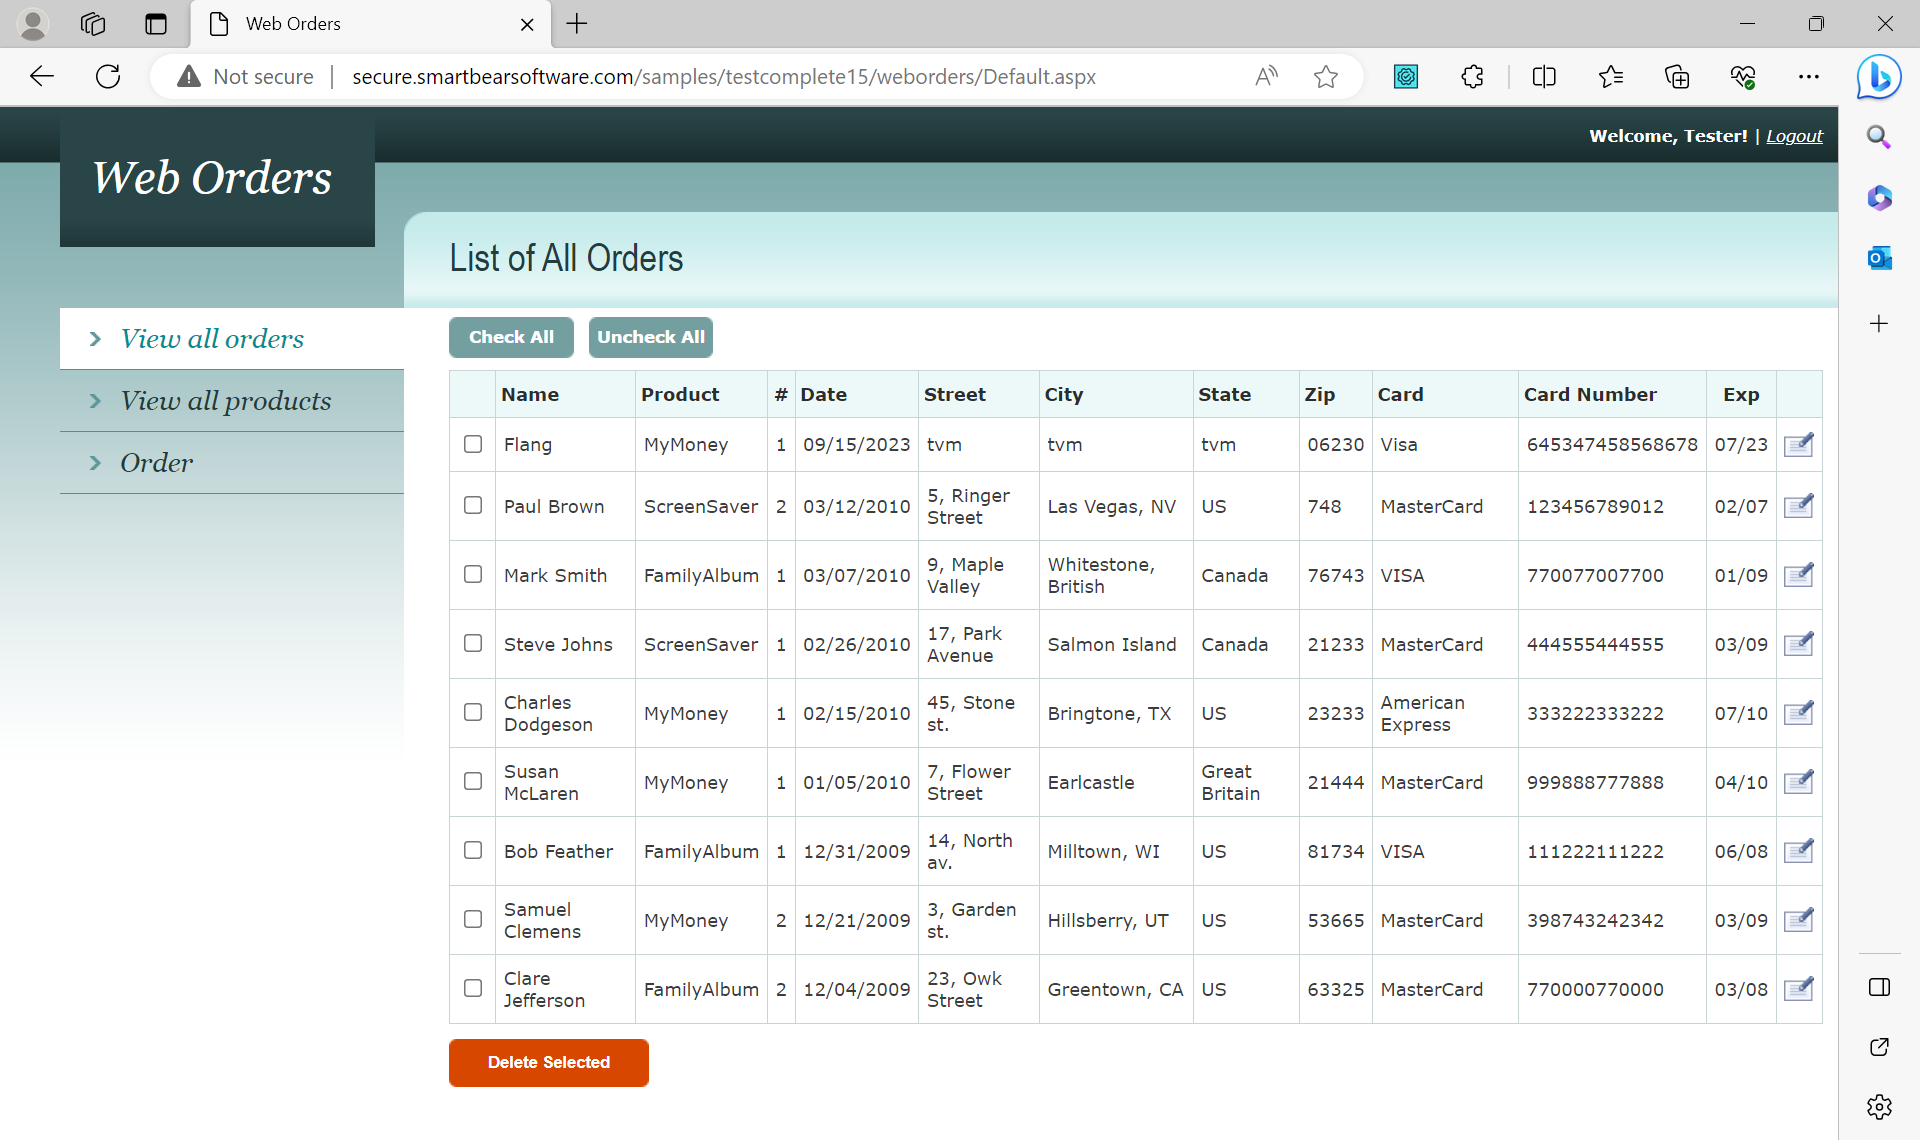 Web Orders
Not secure
secure.smartbearsoftware.com/samples/testcomplete15/weborders/Default.aspx
Welcome, Tester! | Logout
Web Orders
List of All Orders
View all orders
View all products
Order
Check All Uncheck All
Name Product # Date Street City State Zip Card Card Number Exp
Flang MyMoney 1 09/15/2023 tvm tvm tvm 06230 Visa 645347458568678 07/23
Paul Brown ScreenSaver 2 03/12/2010 5, Ringer Street Las Vegas, NV US 748 MasterCard 123456789012 02/07
Mark Smith FamilyAlbum 1 03/07/2010 9, Maple Valley Whitestone, British Canada 76743 VISA 770077007700 01/09
Steve Johns ScreenSaver 1 02/26/2010 17, Park Avenue Salmon Island Canada 21233 MasterCard 444555444555 03/09
Charles Dodgeson MyMoney 1 02/15/2010 45, Stone st. Bringtone, TX US 23233 American Express 333222333222 07/10
Susan McLaren MyMoney 1 01/05/2010 7, Flower Street Earlcastle Great Britain 21444 MasterCard 999888777888 04/10
Bob Feather FamilyAlbum 1 12/31/2009 14, North av. Milltown, WI US 81734 VISA 111222111222 06/08
Samuel Clemens MyMoney 2 12/21/2009 3, Garden st. Hillsberry, UT US 53665 MasterCard 398743242342 03/09
Clare Jefferson FamilyAlbum 2 12/04/2009 23, Owk Street Greentown, CA US 63325 MasterCard 770000770000 03/08
Delete Selected